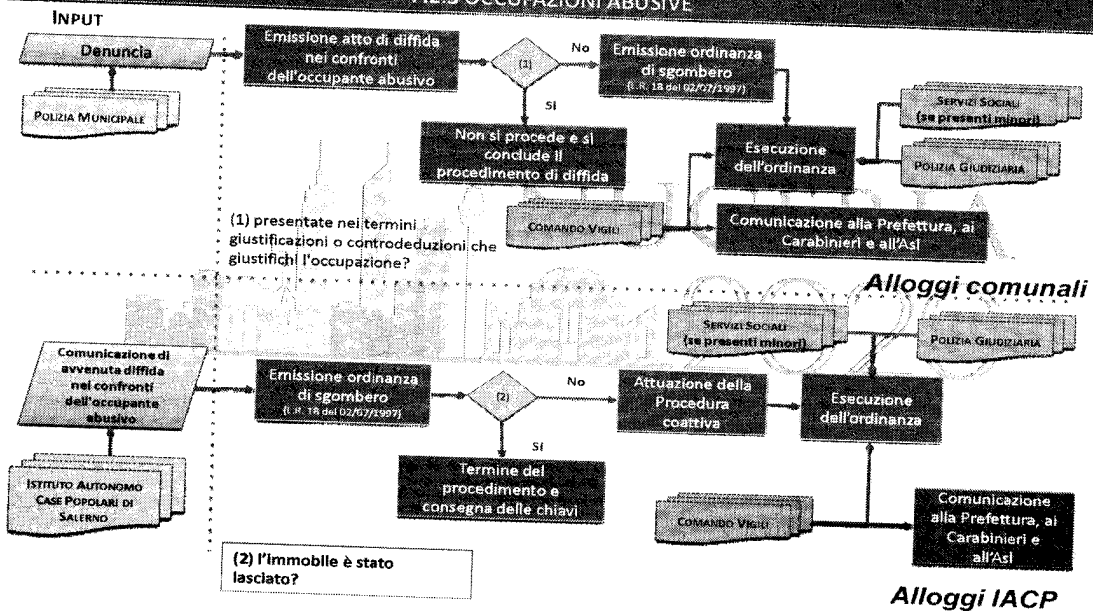 OCCUPAZIONI ABUSIVE
INPUT
Denuncia
POLIZIA MUNICIPALE
Emissione atto di diffida
nei confronti
dell'occupante abusivo
(1)
No
Sì
Emissione ordinanza
di sgombero
(L.R. 18 del 02/07/1997)
Non si procede e si
conclude il
procedimento di diffida
SERVIZI SOCIALI
(se presenti minori)
Esecuzione
dell'ordinanza
POLIZIA GIUDIZIARIA
COMANDO VIGILI
Comunicazione alla Prefettura, ai
Carabinieri e all'Asl
(1) presentate nei termini
giustificazioni o controdeduzioni che
giustifichi l'occupazione?
Alloggi comunali
SERVIZI SOCIALI
(se presenti minori)
POLIZIA GIUDIZIARIA
Comunicazione di
avvenuta diffida
nei confronti
dell'occupante
abusivo
Emissione ordinanza
di sgombero
(L.R. 18 del 02/07/1997)
(2)
No
Sì
Attuazione della
Procedura
coattiva
Esecuzione
dell'ordinanza
ISTITUTO AUTONOMO
CASE POPOLARI DI
SALERNO
Termine del
procedimento e
consegna delle chiavi
COMANDO VIGILI
Comunicazione
alla Prefettura, ai
Carabinieri e
all'Asl
(2) l'immobile è stato
lasciato?
Alloggi IACP